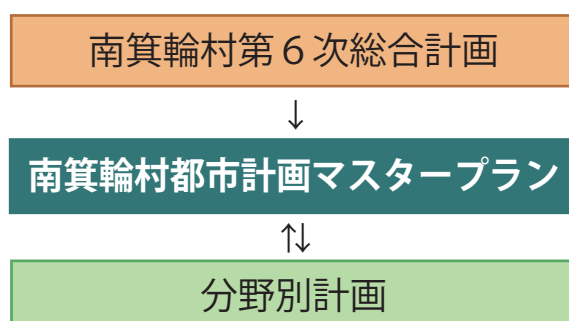 南箕輪村第６次総合計画
↓
南箕輪村都市計画マスタープラン
⇅
分野別計画